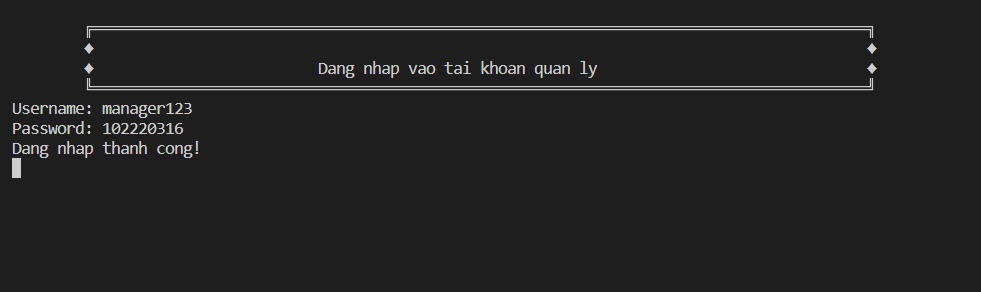 Dang nhap vao tai khoan quan ly
Username: manager123
Password: 102220316
Dang nhap thanh cong!